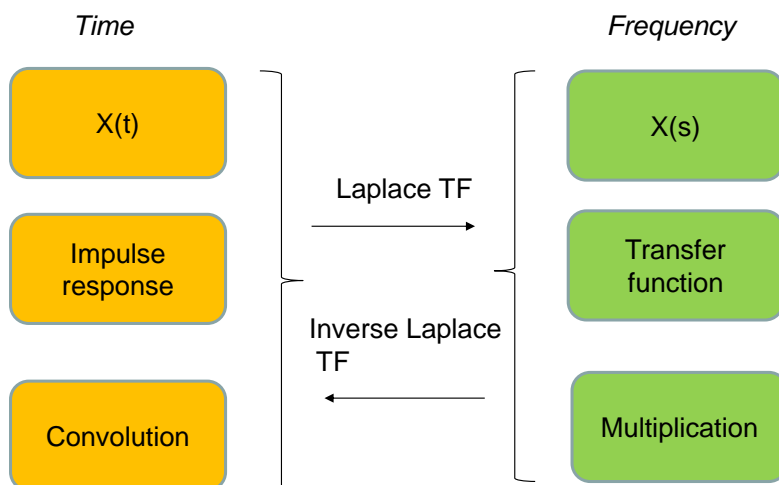 Time
Frequency
X(t)
X(s)
Laplace TF
Impulse
response
Transfer
function
Inverse Laplace
TF
Convolution
Multiplication